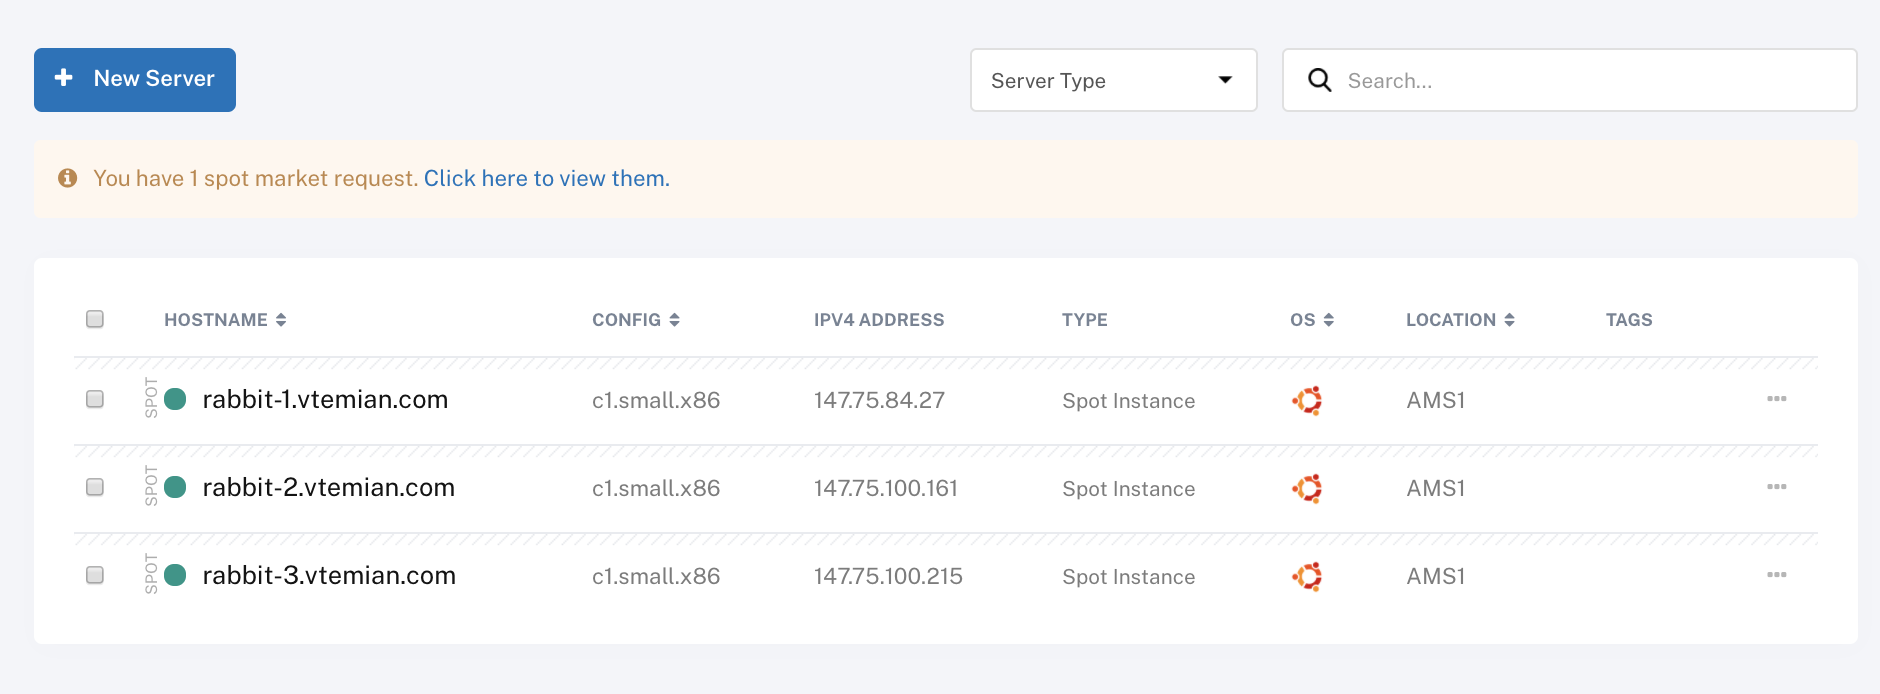 New Server
Server Type
Search...
You have 1 spot market request. Click here to view them.
HOSTNAME CONFIG IPV4 ADDRESS TYPE OS LOCATION TAGS
SPOT rabbit-1.vtemian.com c1.small.x86 147.75.84.27 Spot Instance AMS1
SPOT rabbit-2.vtemian.com c1.small.x86 147.75.100.161 Spot Instance AMS1
SPOT rabbit-3.vtemian.com c1.small.x86 147.75.100.215 Spot Instance AMS1